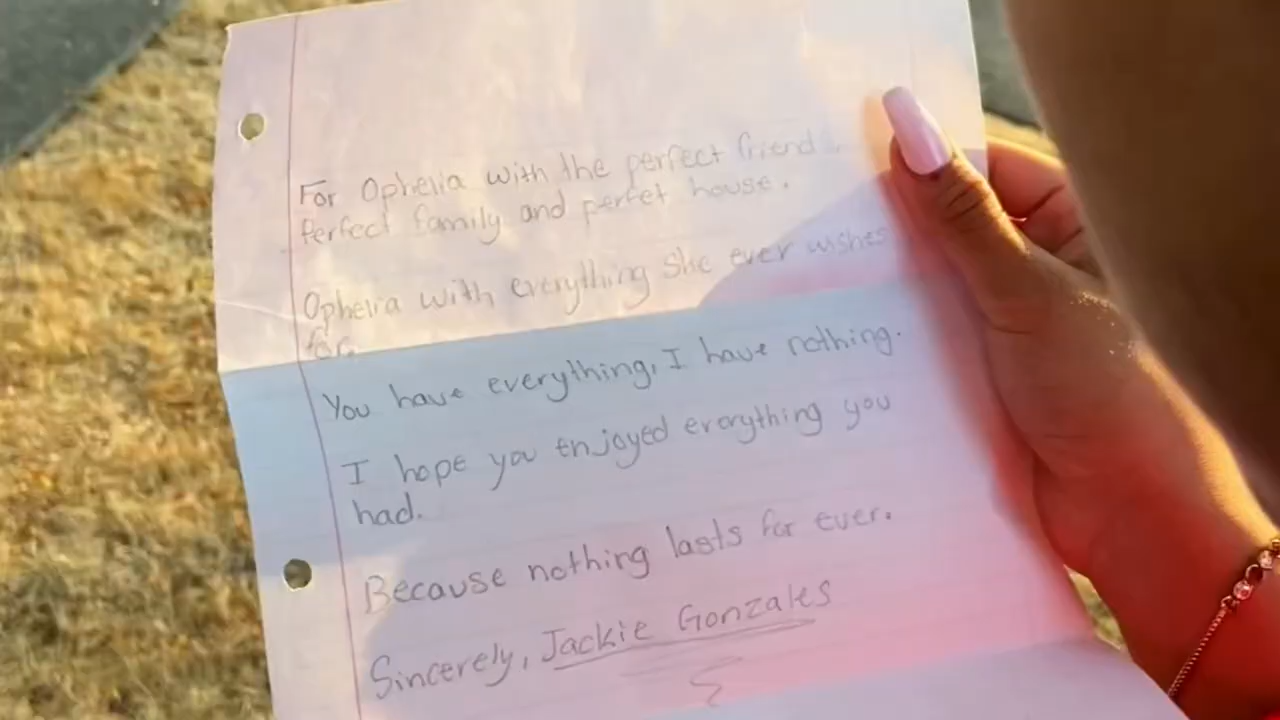 For Ophelia with the perfect friend
Perfect family and perfet house.
Ophelia with everything she ever wishes
for.
You have everything, I have nothing.
I hope you enjoyed everything you
had.
Because nothing lasts for ever.
Sincerely, Jackie Gonzales